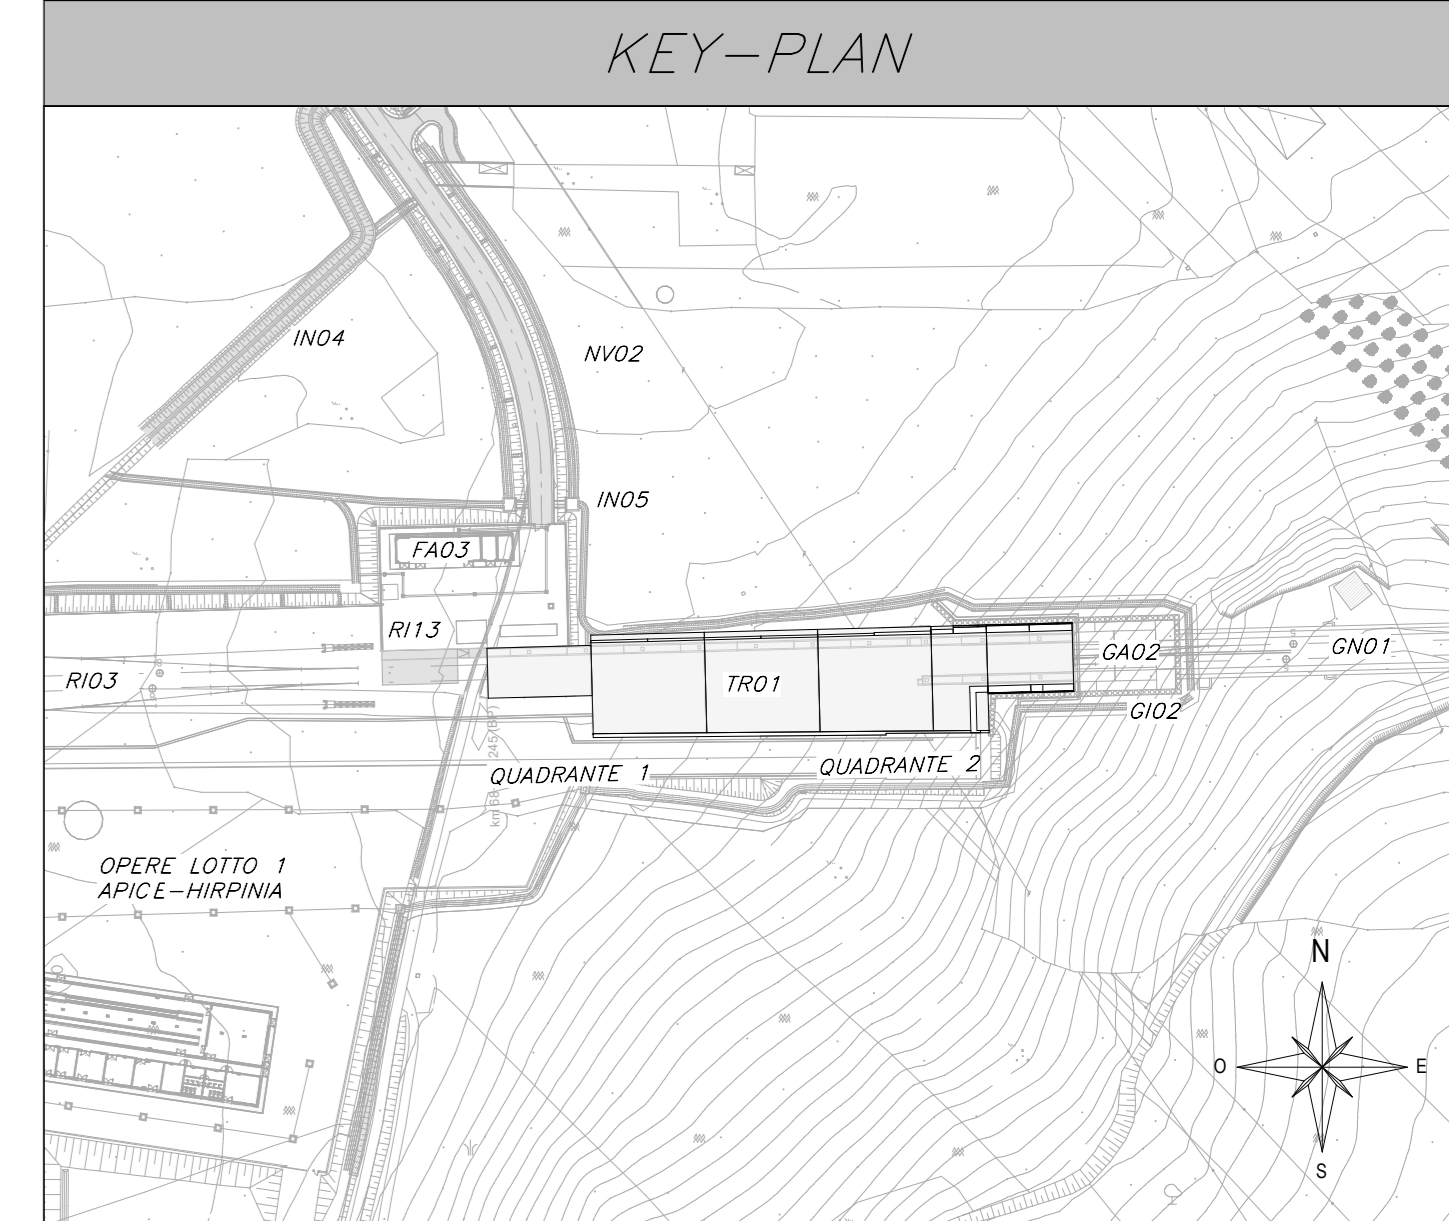 KEY-PLAN
IN04
NV02
IN05
FA03
RI13
RI03
TR01
GA02
GN01
GI02
QUADRANTE 1
QUADRANTE 2
OPERE LOTTO 1
APICE-HIRPINIA
N
O
E
S